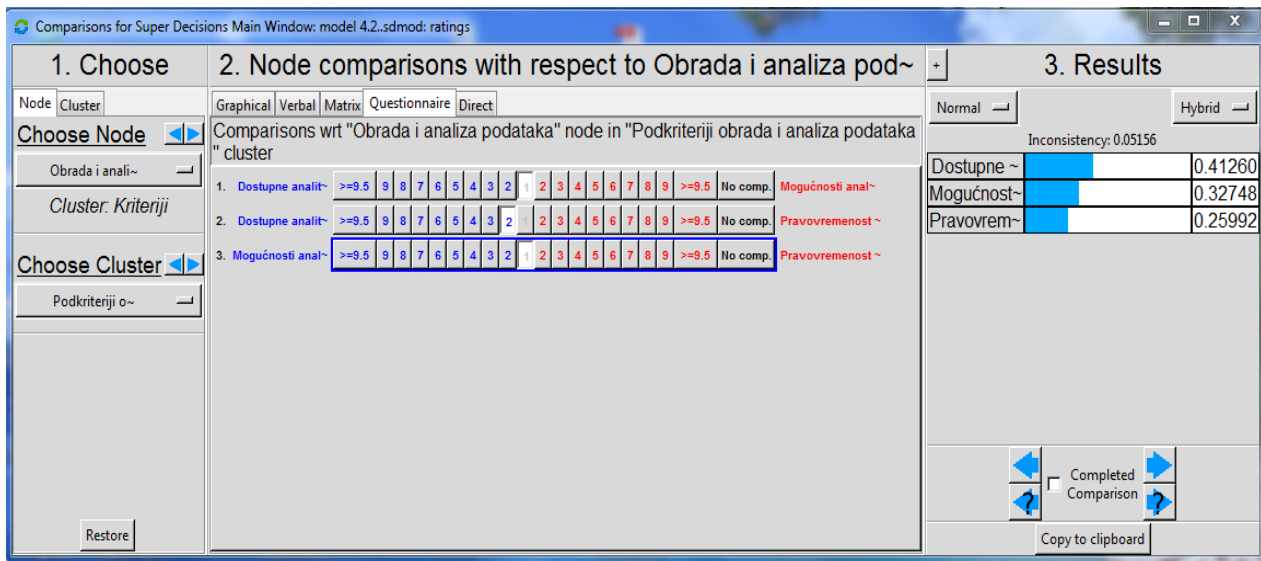 Comparisons for Super Decisions Main Window: model 4.2..sdmod: ratings
1. Choose
Node Cluster
Choose Node
Obrada i anali~
Cluster: Kriteriji
Choose Cluster
Podkriteriji o~
Restore
2. Node comparisons with respect to Obrada i analiza pod~
Graphical Verbal Matrix Questionnaire Direct
Comparisons wrt "Obrada i analiza podataka" node in "Podkriteriji obrada i analiza podataka
" cluster
1. Dostupne analit~ >=9.5 9 8 7 6 5 4 3 2 1 2 3 4 5 6 7 8 9 >=9.5 No comp. Mogućnosti anal~
2. Dostupne analit~ >=9.5 9 8 7 6 5 4 3 2 1 2 3 4 5 6 7 8 9 >=9.5 No comp. Pravovremenost ~
3. Mogućnosti anal~ >=9.5 9 8 7 6 5 4 3 2 1 2 3 4 5 6 7 8 9 >=9.5 No comp. Pravovremenost ~
+ 3. Results
Normal Hybrid
Inconsistency: 0.05156
Dostupne ~ 0.41260
Mogućnost~ 0.32748
Pravovrem~ 0.25992
Completed
Comparison
? ?
Copy to clipboard